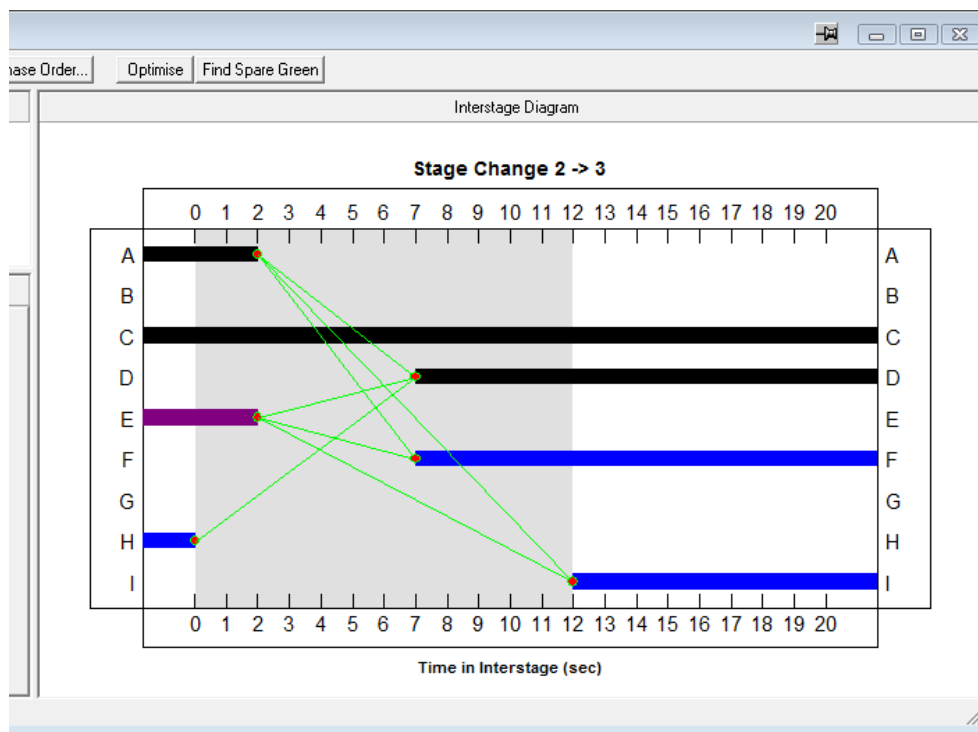 hase Order... Optimise Find Spare Green
Interstage Diagram
Stage Change 2 -> 3
0 1 2 3 4 5 6 7 8 9 10 11 12 13 14 15 16 17 18 19 20
A A
B B
C C
D D
E E
F F
G G
H H
I I
0 1 2 3 4 5 6 7 8 9 10 11 12 13 14 15 16 17 18 19 20
Time in Interstage (sec)